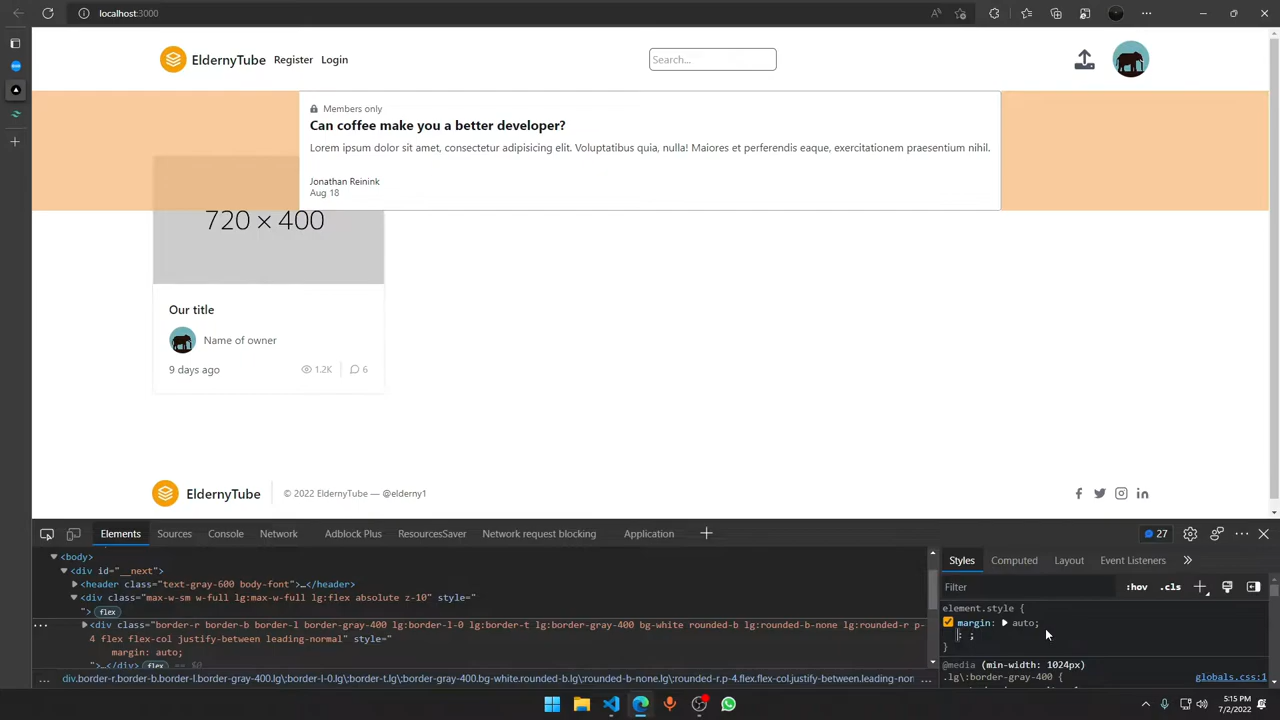 localhost:3000
EldernyTube Register Login
Search...
Members only
Can coffee make you a better developer?
Lorem ipsum dolor sit amet, consectetur adipisicing elit. Voluptatibus quia, nulla! Maiores et perferendis eaque, exercitationem praesentium nihil.
Jonathan Reinink
Aug 18
720 × 400
Our title
Name of owner
9 days ago 1.2K 6
EldernyTube © 2022 EldernyTube — @elderny1
Elements Sources Console Network Adblock Plus ResourcesSaver Network request blocking Application 27
<body>
<div id="__next">
<header class="text-gray-600 body-font">…</header>
<div class="max-w-sm w-full lg:max-w-full lg:flex absolute z-10" style="
"> flex
<div class="border-r border-b border-l border-gray-400 lg:border-l-0 lg:border-t lg:border-gray-400 bg-white rounded-b lg:rounded-b-none lg:rounded-r p-
4 flex flex-col justify-between leading-normal" style="
margin: auto;
">…</div> flex == $0
... div.border-r.border-b.border-l.border-gray-400.lg\:border-l-0.lg\:border-t.lg\:border-gray-400.bg-white.rounded-b.lg\:rounded-b-none.lg\:rounded-r.p-4.flex.flex-col.justify-between.leading-nor ...
Styles Computed Layout Event Listeners
Filter :hov .cls
element.style {
margin: auto;
: ;
}
@media (min-width: 1024px)
.lg\:border-gray-400 { globals.css:1
5:15 PM
7/2/2022